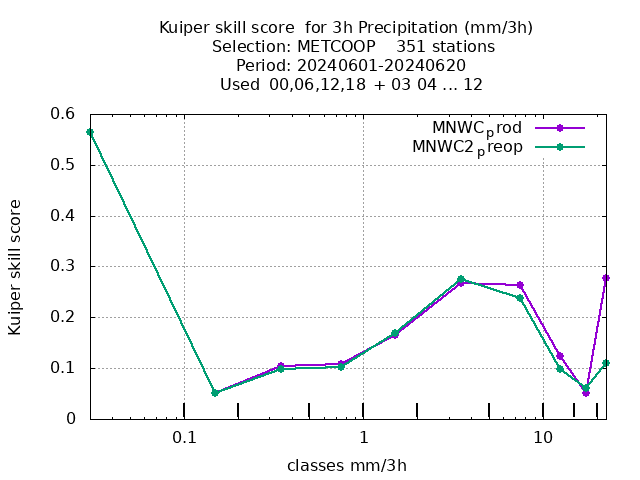 Kuiper skill score  for 3h Precipitation (mm/3h)
Selection: METCOOP    351 stations
Period: 20240601-20240620
Used  00,06,12,18  + 03 04 ... 12
MNWC_prod
MNWC2_preop
0.6
0.5
0.4
0.3
0.2
0.1
0
Kuiper skill score
0.1
1
10
classes mm/3h